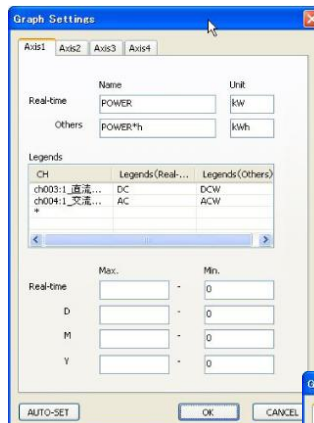 Graph Settings
Axis1 Axis2 Axis3 Axis4
Name Unit
Real-time POWER kW
Others POWER*h kWh
Legends
CH Legends(Real-... Legends(Others)
ch003:1_直流... DC DCW
ch004:1_交流... AC ACW
*
Max. Min.
Real-time - 0
D - 0
M - 0
Y - 0
AUTO-SET OK CANCEL
G